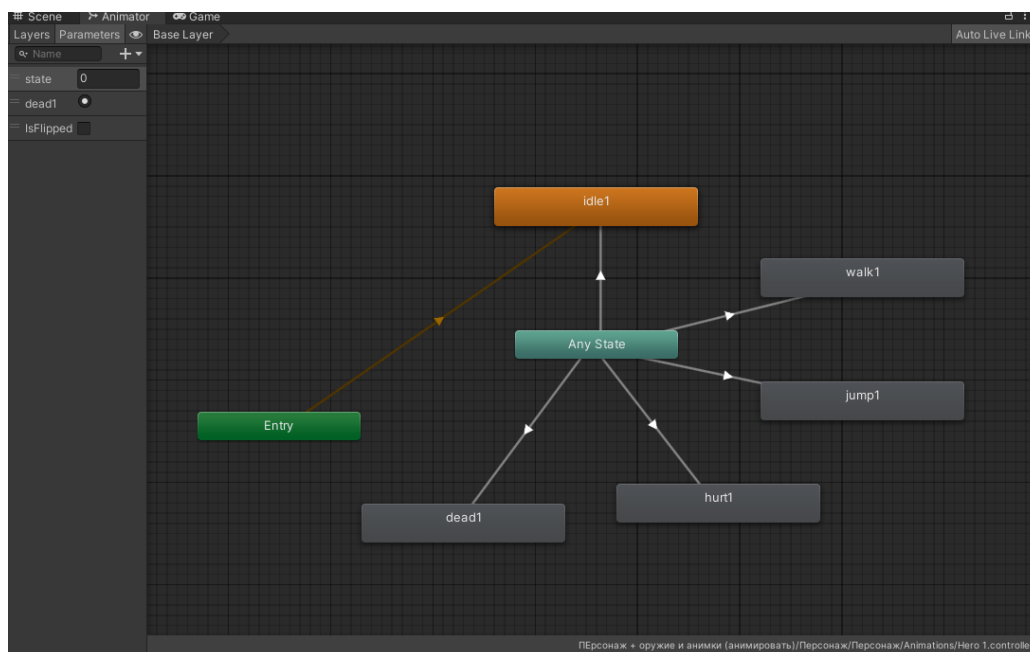 Scene Animator Game
Layers Parameters Base Layer Auto Live Link
Name
state 0
dead1
IsFlipped
idle1
walk1
Any State
jump1
Entry
hurt1
dead1
ПЕрсонаж + оружие и анимки (анимировать)/Персонаж/Персонаж/Animations/Hero 1.controlle